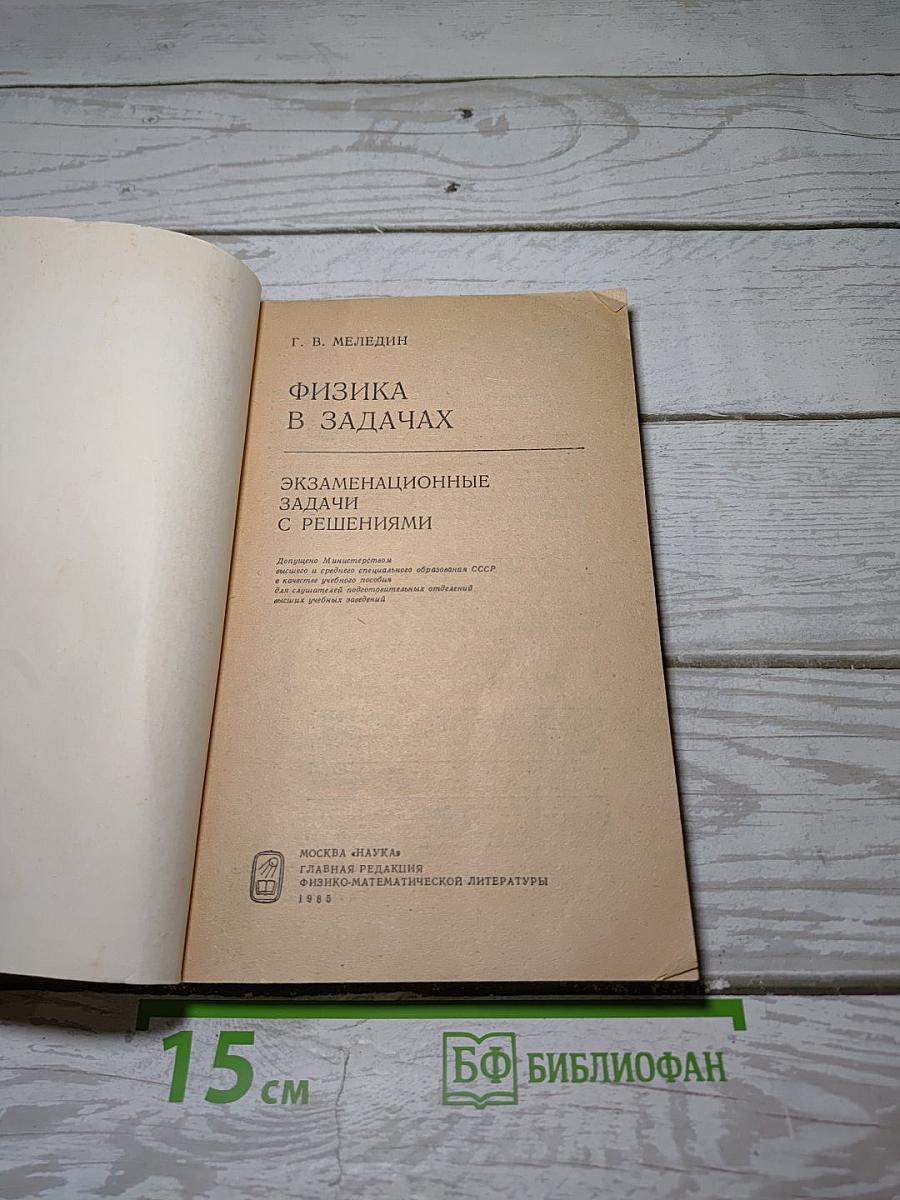 Г. В. МЕЛЕДИН
ФИЗИКА
В ЗАДАЧАХ
ЭКЗАМЕНАЦИОННЫЕ
ЗАДАЧИ
С РЕШЕНИЯМИ
Допущено Министерством
высшего и среднего специального образования СССР
в качестве учебного пособия
для слушателей подготовительных отделений
высших учебных заведений
МОСКВА «НАУКА»
ГЛАВНАЯ РЕДАКЦИЯ
ФИЗИКО-МАТЕМАТИЧЕСКОЙ ЛИТЕРАТУРЫ
1985
15 см
БФ БИБЛИОФАН